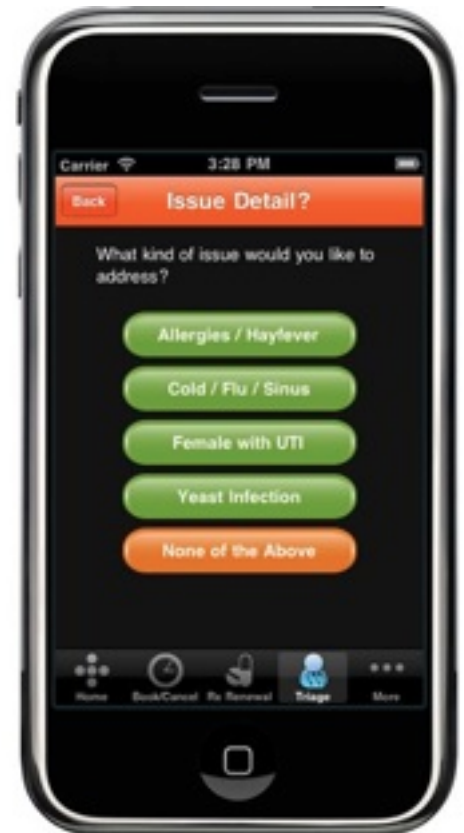 Carrier 3:28 PM
Back Issue Detail?
What kind of issue would you like to
address?
Allergies / Hayfever
Cold / Flu / Sinus
Female with UTI
Yeast Infection
None of the Above
Home Book/Cancel Rx Renewal Triage More